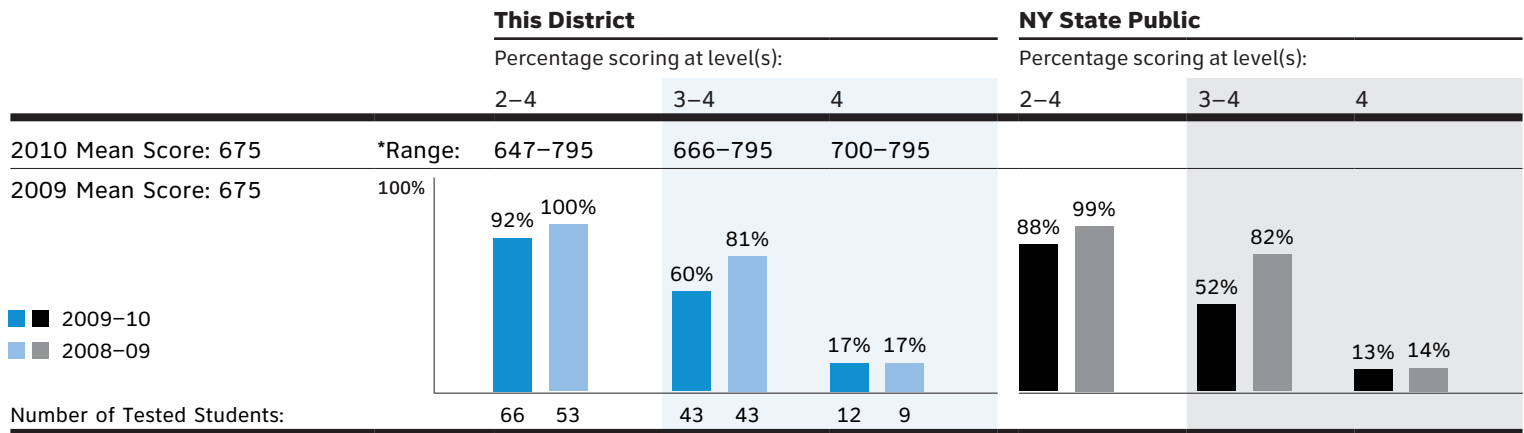 This District NY State Public
Percentage scoring at level(s): Percentage scoring at level(s):
2–4 3–4 4 2–4 3–4 4
2010 Mean Score: 675 *Range: 647–795 666–795 700–795
2009 Mean Score: 675 100%
92% 100% 60% 81% 17% 17% 88% 99% 52% 82% 13% 14%
2009–10
2008–09
Number of Tested Students: 66 53 43 43 12 9